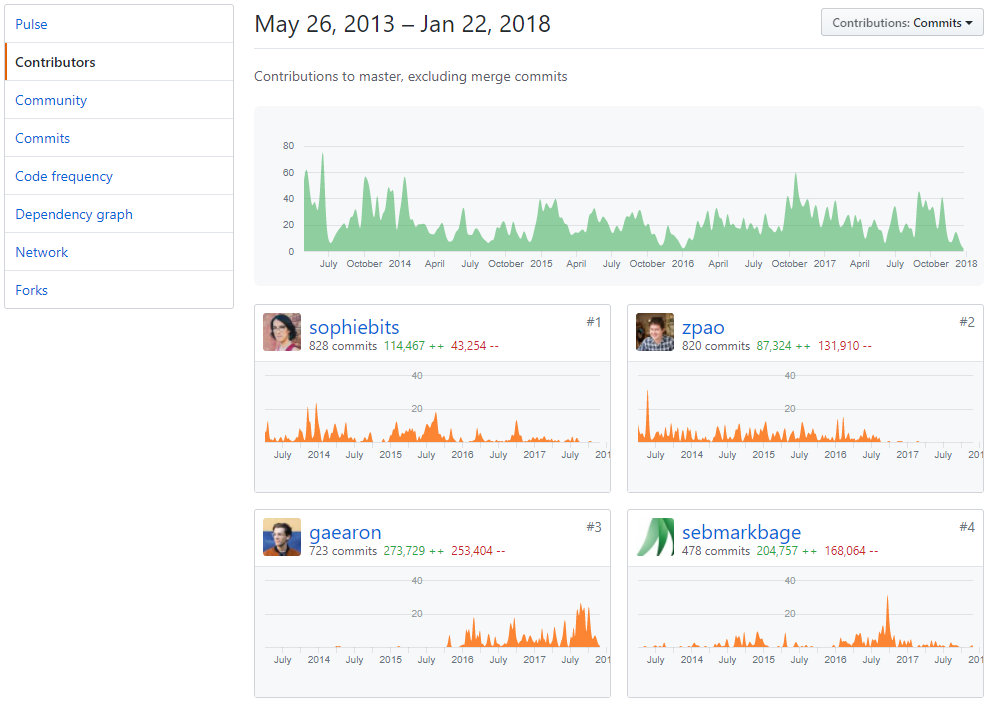 Pulse
Contributors
Community
Commits
Code frequency
Dependency graph
Network
Forks
May 26, 2013 – Jan 22, 2018
Contributions: Commits
Contributions to master, excluding merge commits
80
60
40
20
0
July October 2014 April July October 2015 April July October 2016 April July October 2017 April July October 2018
sophiebits #1
828 commits 114,467 ++ 43,254 --
40
20
July 2014 July 2015 July 2016 July 2017 July 201
zpao #2
820 commits 87,324 ++ 131,910 --
40
20
July 2014 July 2015 July 2016 July 2017 July 201
gaearon #3
723 commits 273,729 ++ 253,404 --
40
20
July 2014 July 2015 July 2016 July 2017 July 201
sebmarkbage #4
478 commits 204,757 ++ 168,064 --
40
20
July 2014 July 2015 July 2016 July 2017 July 201